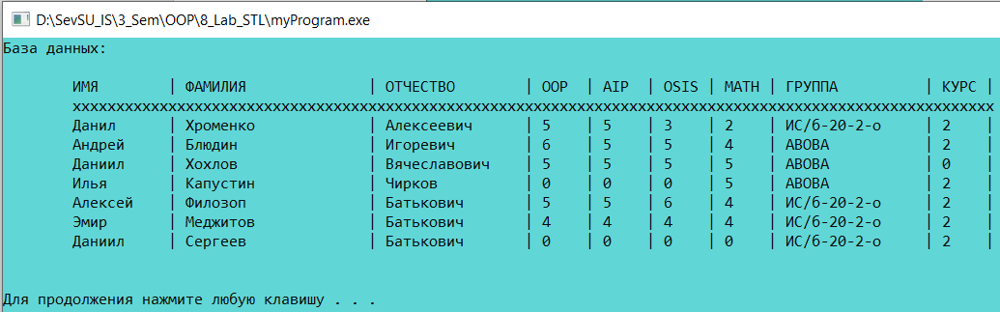 D:\SevSU_IS\3_Sem\OOP\8_Lab_STL\myProgram.exe
База данных:
ИМЯ | ФАМИЛИЯ | ОТЧЕСТВО | OOP | AIP | OSIS | MATH | ГРУППА | КУРС |
xxxxxxxxxxxxxxxxxxxxxxxxxxxxxxxxxxxxxxxxxxxxxxxxxxxxxxxxxxxxxxxxxxxxxxxxxxxxxxxxxxxxxxxxxxxxxxxxxxxxxxxxxx
Данил | Хроменко | Алексеевич | 5 | 5 | 3 | 2 | ИС/б-20-2-о | 2 |
Андрей | Блюдин | Игоревич | 6 | 5 | 5 | 4 | АВОВА | 2 |
Даниил | Хохлов | Вячеславович | 5 | 5 | 5 | 5 | АВОВА | 0 |
Илья | Капустин | Чирков | 0 | 0 | 0 | 5 | АВОВА | 2 |
Алексей | Филозоп | Батькович | 5 | 5 | 6 | 4 | ИС/б-20-2-о | 2 |
Эмир | Меджитов | Батькович | 4 | 4 | 4 | 4 | ИС/б-20-2-о | 2 |
Даниил | Сергеев | Батькович | 0 | 0 | 0 | 0 | ИС/б-20-2-о | 2 |
Для продолжения нажмите любую клавишу . . .